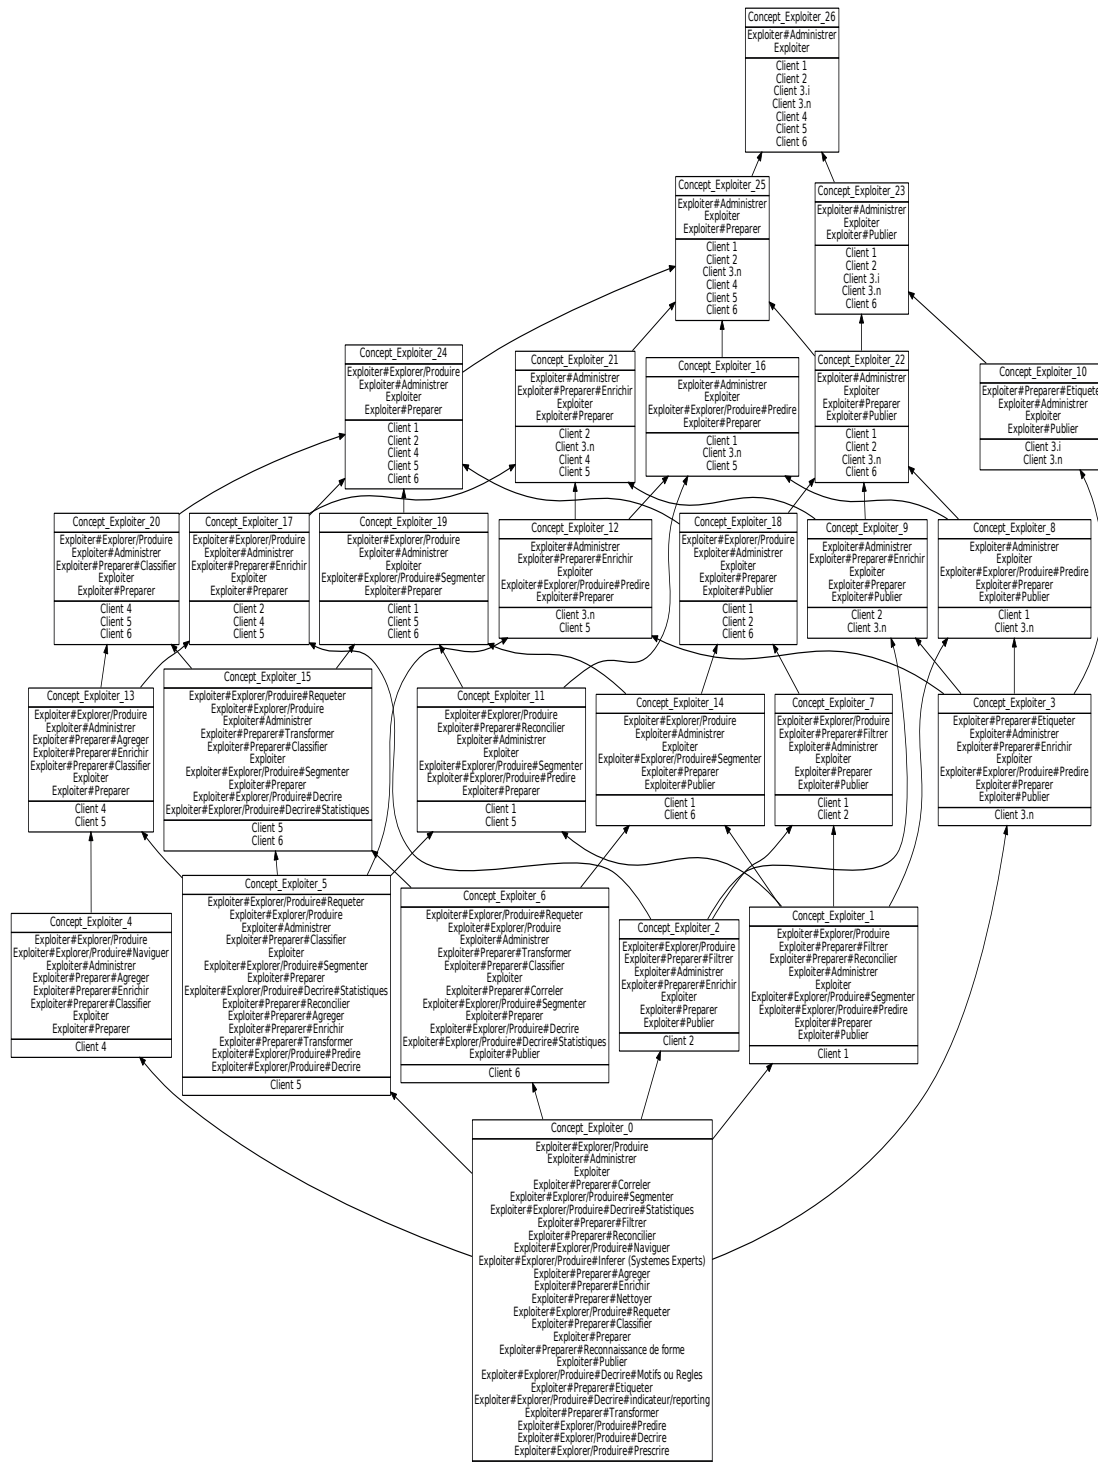 Concept_Exploiter_26
Exploiter#Administrer
Exploiter
Client 1
Client 2
Client 3.i
Client 3.n
Client 4
Client 5
Client 6
Concept_Exploiter_25
Exploiter#Administrer
Exploiter
Exploiter#Preparer
Client 1
Client 2
Client 3.n
Client 4
Client 5
Client 6
Concept_Exploiter_23
Exploiter#Administrer
Exploiter
Exploiter#Publier
Client 1
Client 2
Client 3.i
Client 3.n
Client 6
Concept_Exploiter_24
Exploiter#Explorer/Produire
Exploiter#Administrer
Exploiter
Exploiter#Preparer
Client 1
Client 2
Client 4
Client 5
Client 6
Concept_Exploiter_21
Exploiter#Administrer
Exploiter#Preparer#Enrichir
Exploiter
Exploiter#Preparer
Client 2
Client 3.n
Client 4
Client 5
Concept_Exploiter_16
Exploiter#Administrer
Exploiter
Exploiter#Explorer/Produire#Predire
Exploiter#Preparer
Client 1
Client 3.n
Client 5
Concept_Exploiter_22
Exploiter#Administrer
Exploiter
Exploiter#Preparer
Exploiter#Publier
Client 1
Client 2
Client 3.n
Client 6
Concept_Exploiter_10
Exploiter#Preparer#Etiquete
Exploiter#Administrer
Exploiter
Exploiter#Publier
Client 3.i
Client 3.n
Concept_Exploiter_20
Exploiter#Explorer/Produire
Exploiter#Administrer
Exploiter#Preparer#Classifier
Exploiter
Exploiter#Preparer
Client 4
Client 5
Client 6
Concept_Exploiter_17
Exploiter#Explorer/Produire
Exploiter#Administrer
Exploiter#Preparer#Enrichir
Exploiter
Exploiter#Preparer
Client 2
Client 4
Client 5
Concept_Exploiter_19
Exploiter#Explorer/Produire
Exploiter#Administrer
Exploiter
Exploiter#Explorer/Produire#Segmenter
Exploiter#Preparer
Client 1
Client 5
Client 6
Concept_Exploiter_12
Exploiter#Administrer
Exploiter#Preparer#Enrichir
Exploiter
Exploiter#Explorer/Produire#Predire
Exploiter#Preparer
Client 3.n
Client 5
Concept_Exploiter_18
Exploiter#Explorer/Produire
Exploiter#Administrer
Exploiter
Exploiter#Preparer
Exploiter#Publier
Client 1
Client 2
Client 6
Concept_Exploiter_9
Exploiter#Administrer
Exploiter#Preparer#Enrichir
Exploiter
Exploiter#Preparer
Exploiter#Publier
Client 2
Client 3.n
Concept_Exploiter_8
Exploiter#Administrer
Exploiter
Exploiter#Explorer/Produire#Predire
Exploiter#Preparer
Exploiter#Publier
Client 1
Client 3.n
Concept_Exploiter_13
Exploiter#Explorer/Produire
Exploiter#Administrer
Exploiter#Preparer#Agreger
Exploiter#Preparer#Enrichir
Exploiter#Preparer#Classifier
Exploiter
Exploiter#Preparer
Client 4
Client 5
Concept_Exploiter_15
Exploiter#Explorer/Produire#Requeter
Exploiter#Explorer/Produire
Exploiter#Administrer
Exploiter#Preparer#Transformer
Exploiter#Preparer#Classifier
Exploiter
Exploiter#Explorer/Produire#Segmenter
Exploiter#Preparer
Exploiter#Explorer/Produire#Decrire
Exploiter#Explorer/Produire#Decrire#Statistiques
Client 5
Client 6
Concept_Exploiter_11
Exploiter#Explorer/Produire
Exploiter#Preparer#Reconcilier
Exploiter#Administrer
Exploiter
Exploiter#Explorer/Produire#Segmenter
Exploiter#Explorer/Produire#Predire
Exploiter#Preparer
Client 1
Client 5
Concept_Exploiter_14
Exploiter#Explorer/Produire
Exploiter#Administrer
Exploiter
Exploiter#Explorer/Produire#Segmenter
Exploiter#Preparer
Exploiter#Publier
Client 1
Client 6
Concept_Exploiter_7
Exploiter#Explorer/Produire
Exploiter#Preparer#Filtrer
Exploiter#Administrer
Exploiter
Exploiter#Preparer
Exploiter#Publier
Client 1
Client 2
Concept_Exploiter_3
Exploiter#Preparer#Etiqueter
Exploiter#Administrer
Exploiter#Preparer#Enrichir
Exploiter
Exploiter#Explorer/Produire#Predire
Exploiter#Preparer
Exploiter#Publier
Client 3.n
Concept_Exploiter_4
Exploiter#Explorer/Produire
Exploiter#Explorer/Produire#Naviguer
Exploiter#Administrer
Exploiter#Preparer#Agreger
Exploiter#Preparer#Enrichir
Exploiter#Preparer#Classifier
Exploiter
Exploiter#Preparer
Client 4
Concept_Exploiter_5
Exploiter#Explorer/Produire#Requeter
Exploiter#Explorer/Produire
Exploiter#Administrer
Exploiter#Preparer#Classifier
Exploiter
Exploiter#Explorer/Produire#Segmenter
Exploiter#Preparer
Exploiter#Explorer/Produire#Decrire#Statistiques
Exploiter#Preparer#Reconcilier
Exploiter#Preparer#Agreger
Exploiter#Preparer#Enrichir
Exploiter#Preparer#Transformer
Exploiter#Explorer/Produire#Predire
Exploiter#Explorer/Produire#Decrire
Client 5
Concept_Exploiter_6
Exploiter#Explorer/Produire#Requeter
Exploiter#Explorer/Produire
Exploiter#Administrer
Exploiter#Preparer#Transformer
Exploiter#Preparer#Classifier
Exploiter
Exploiter#Preparer#Correler
Exploiter#Explorer/Produire#Segmenter
Exploiter#Preparer
Exploiter#Explorer/Produire#Decrire
Exploiter#Explorer/Produire#Decrire#Statistiques
Exploiter#Publier
Client 6
Concept_Exploiter_2
Exploiter#Explorer/Produire
Exploiter#Preparer#Filtrer
Exploiter#Administrer
Exploiter#Preparer#Enrichir
Exploiter
Exploiter#Preparer
Exploiter#Publier
Client 2
Concept_Exploiter_1
Exploiter#Explorer/Produire
Exploiter#Preparer#Filtrer
Exploiter#Preparer#Reconcilier
Exploiter#Administrer
Exploiter
Exploiter#Explorer/Produire#Segmenter
Exploiter#Explorer/Produire#Predire
Exploiter#Preparer
Exploiter#Publier
Client 1
Concept_Exploiter_0
Exploiter#Explorer/Produire
Exploiter#Administrer
Exploiter
Exploiter#Preparer#Correler
Exploiter#Explorer/Produire#Segmenter
Exploiter#Explorer/Produire#Decrire#Statistiques
Exploiter#Preparer#Filtrer
Exploiter#Preparer#Reconcilier
Exploiter#Explorer/Produire#Naviguer
Exploiter#Explorer/Produire#Inferer (Systemes Experts)
Exploiter#Preparer#Agreger
Exploiter#Preparer#Enrichir
Exploiter#Preparer#Nettoyer
Exploiter#Explorer/Produire#Requeter
Exploiter#Preparer#Classifier
Exploiter#Preparer
Exploiter#Preparer#Reconnaissance de forme
Exploiter#Publier
Exploiter#Explorer/Produire#Decrire#Motifs ou Regles
Exploiter#Preparer#Etiqueter
Exploiter#Explorer/Produire#Decrire#indicateur/reporting
Exploiter#Preparer#Transformer
Exploiter#Explorer/Produire#Predire
Exploiter#Explorer/Produire#Decrire
Exploiter#Explorer/Produire#Prescrire